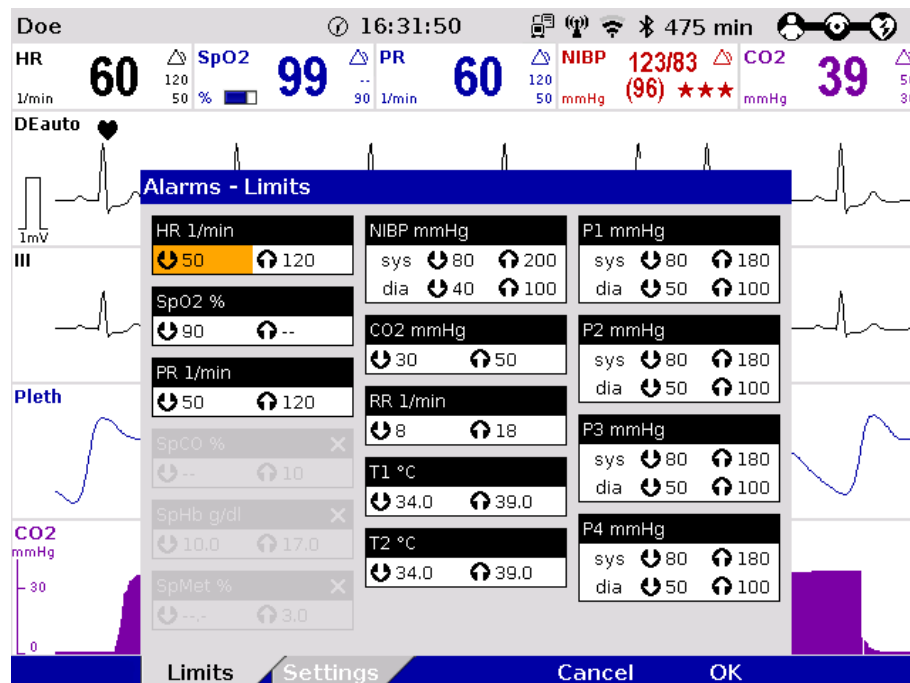 Doe 16:31:50 475 min
HR 60 120 50 1/min
SpO2 99 -- 90 %
PR 60 120 50 1/min
NIBP 123/83 (96) ★★★ mmHg
CO2 39 mmHg
DEauto
1mV
III
Pleth
CO2
mmHg
30
0
Alarms - Limits
HR 1/min
50 120
SpO2 %
90 --
PR 1/min
50 120
SpCO %
-- 10
SpHb g/dl
10.0 17.0
SpMet %
--.- 3.0
NIBP mmHg
sys 80 200
dia 40 100
CO2 mmHg
30 50
RR 1/min
8 18
T1 °C
34.0 39.0
T2 °C
34.0 39.0
P1 mmHg
sys 80 180
dia 50 100
P2 mmHg
sys 80 180
dia 50 100
P3 mmHg
sys 80 180
dia 50 100
P4 mmHg
sys 80 180
dia 50 100
Limits Settings Cancel OK